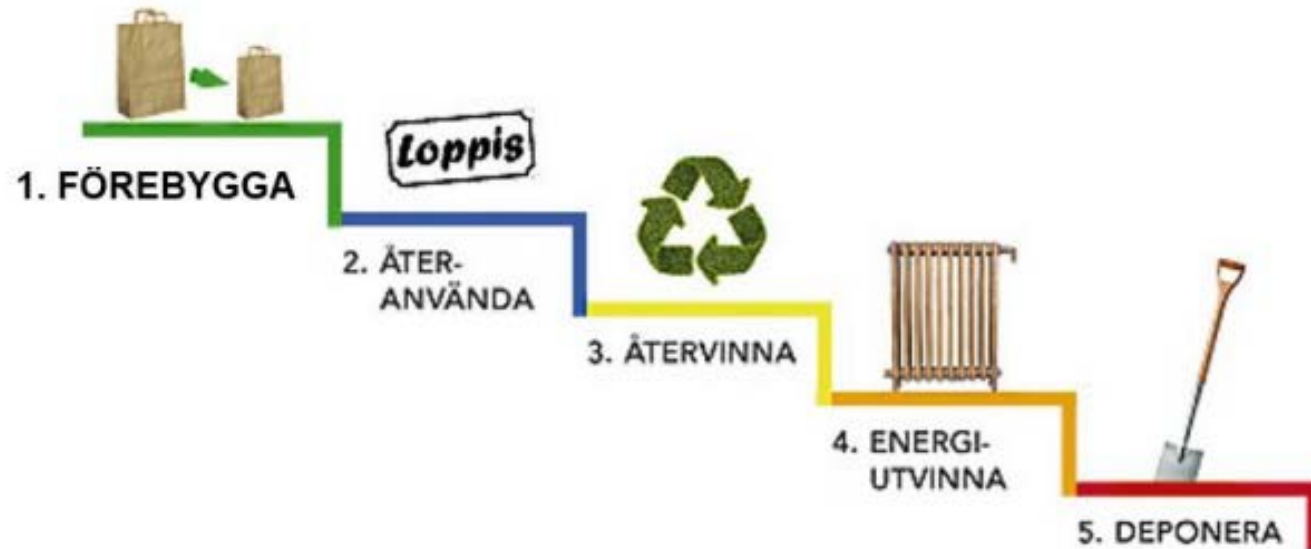 1. FÖREBYGGA
Loppis
2. ÅTER-
ANVÄNDA
3. ÅTERVINNA
4. ENERGI-
UTVINNA
5. DEPONERA